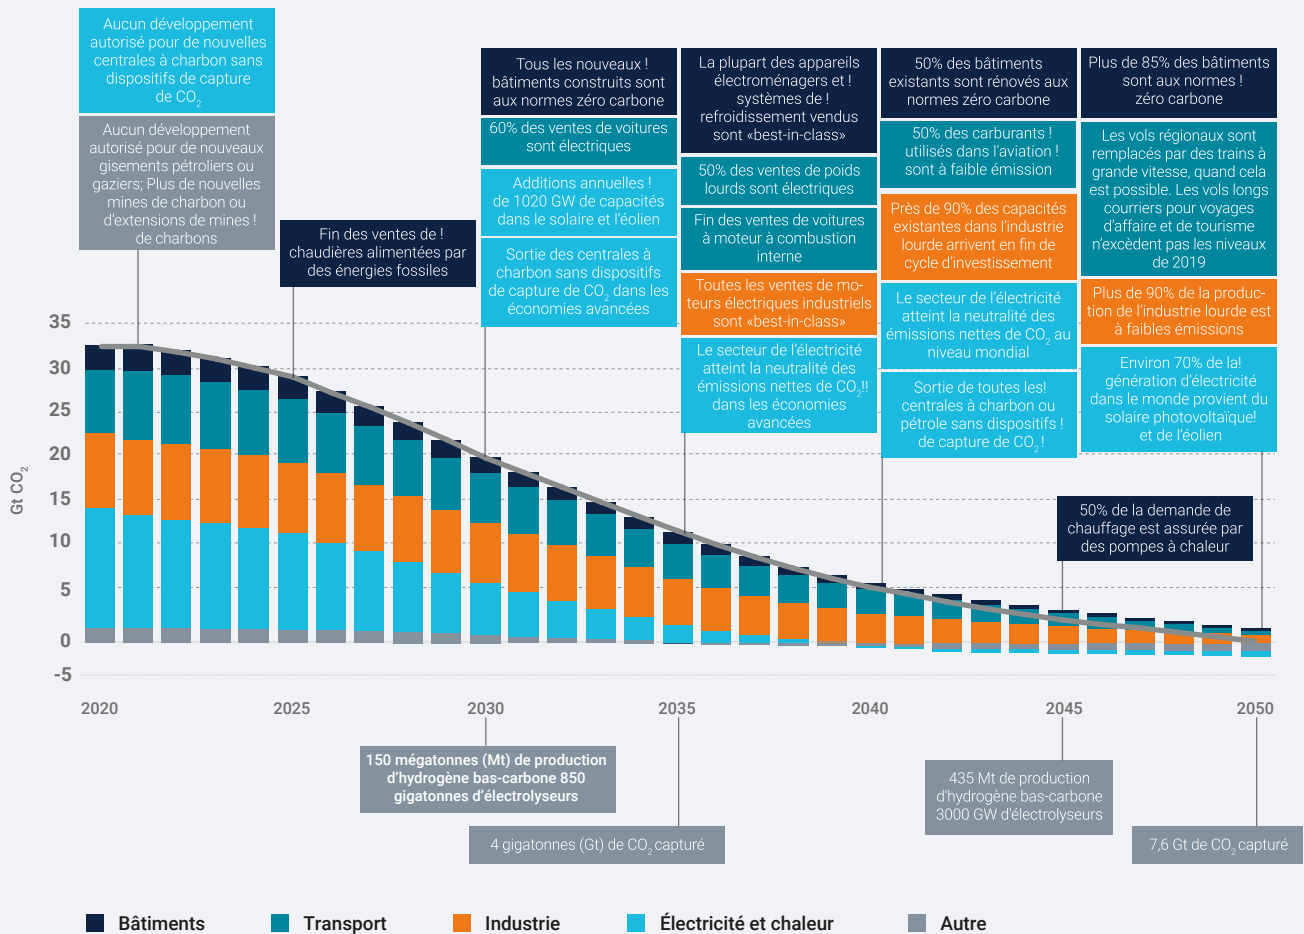 Aucun développement
autorisé pour de nouvelles
centrales à charbon sans
dispositifs de capture
de CO2
Aucun développement
autorisé pour de nouveaux
gisements pétroliers ou
gaziers; Plus de nouvelles
mines de charbon ou
d’extensions de mines !
de charbons
Fin des ventes de !
chaudières alimentées par
des énergies fossiles
Tous les nouveaux !
bâtiments construits sont
aux normes zéro carbone
60% des ventes de voitures
sont électriques
Additions annuelles !
de 1020 GW de capacités
dans le solaire et l’éolien
Sortie des centrales à
charbon sans dispositifs
de capture de CO2 dans les
économies avancées
La plupart des appareils
électroménagers et !
systèmes de !
refroidissement vendus
sont «best-in-class»
50% des ventes de poids
lourds sont électriques
Fin des ventes de voitures
à moteur à combustion
interne
Toutes les ventes de mo-
teurs électriques industriels
sont «best-in-class»
Le secteur de l’électricité
atteint la neutralité des
émissions nettes de CO2!!
dans les économies
avancées
50% des bâtiments
existants sont rénovés aux
normes zéro carbone
50% des carburants !
utilisés dans l’aviation !
sont à faible émission
Près de 90% des capacités
existantes dans l’industrie
lourde arrivent en fin de
cycle d’investissement
Le secteur de l’électricité
atteint la neutralité des
émissions nettes de CO2 au
niveau mondial
Sortie de toutes les!
centrales à charbon ou
pétrole sans dispositifs !
de capture de CO2 !
Plus de 85% des bâtiments
sont aux normes !
zéro carbone
Les vols régionaux sont
remplacés par des trains à
grande vitesse, quand cela
est possible. Les vols longs
courriers pour voyages
d’affaire et de tourisme
n’excèdent pas les niveaux
de 2019
Plus de 90% de la produc-
tion de l’industrie lourde est
à faibles émissions
Environ 70% de la!
génération d’électricité
dans le monde provient du
solaire photovoltaïque!
et de l’éolien
50% de la demande de
chauffage est assurée par
des pompes à chaleur
Gt CO2
35
30
25
20
15
10
5
0
-5
2020
2025
2030
2035
2040
2045
2050
150 mégatonnes (Mt) de production
d’hydrogène bas-carbone 850
gigatonnes d’électrolyseurs
4 gigatonnes (Gt) de CO2 capturé
435 Mt de production
d'hydrogène bas-carbone
3000 GW d'électrolyseurs
7,6 Gt de CO2 capturé
Bâtiments
Transport
Industrie
Électricité et chaleur
Autre